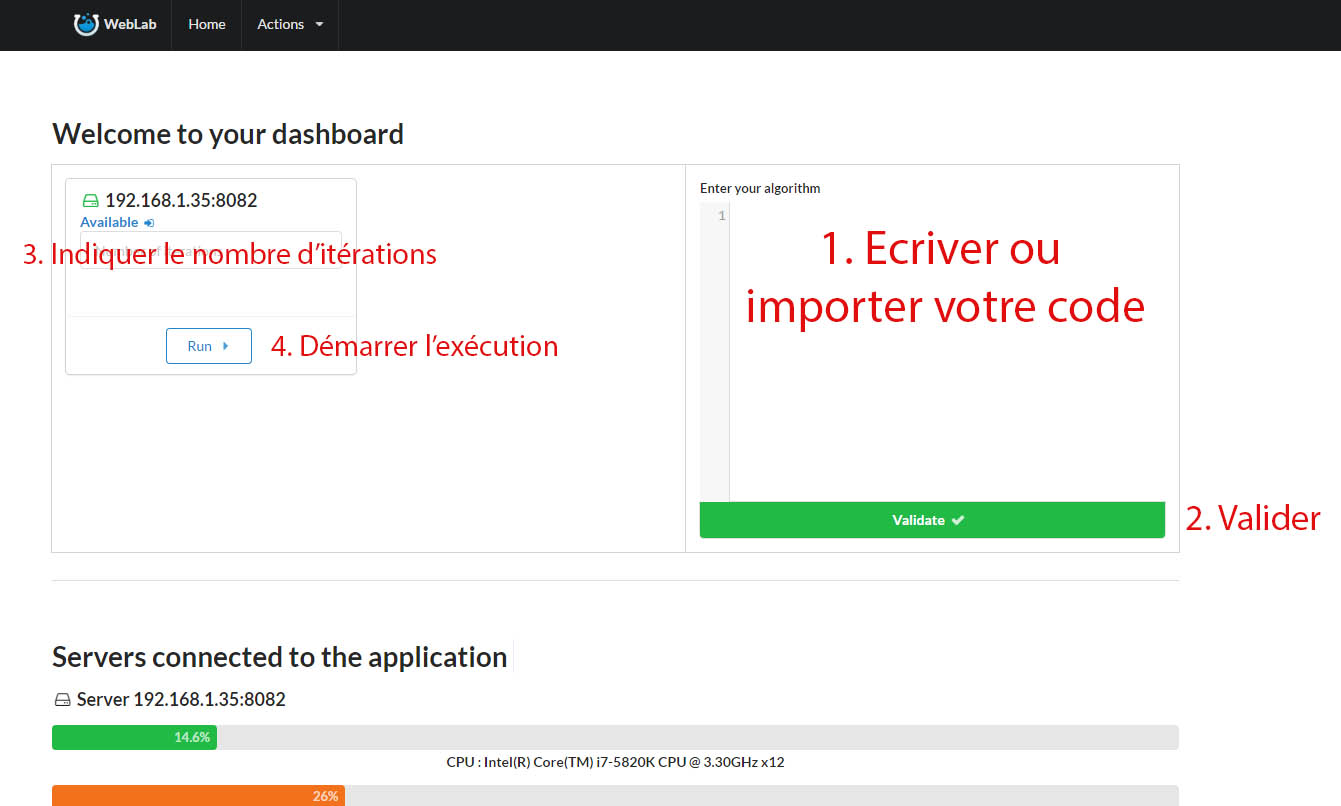 WebLab Home Actions
Welcome to your dashboard
192.168.1.35:8082
Available
Number of iterations
3. Indiquer le nombre d'itérations
Run
4. Démarrer l'exécution
Enter your algorithm
1
1. Ecriver ou
importer votre code
Validate
2. Valider
Servers connected to the application
Server 192.168.1.35:8082
14.6%
CPU : Intel(R) Core(TM) i7-5820K CPU @ 3.30GHz x12
26%